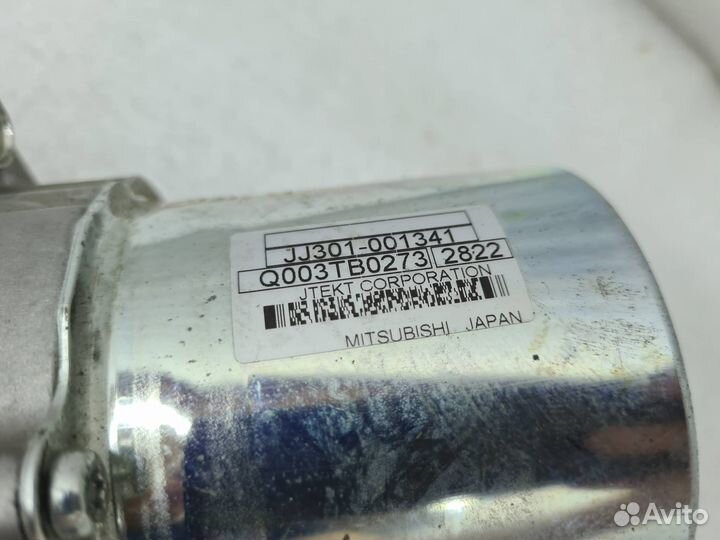 JJ301-001341
Q003TB0273 2822
JTEKT CORPORATION
MITSUBISHI JAPAN
Avito